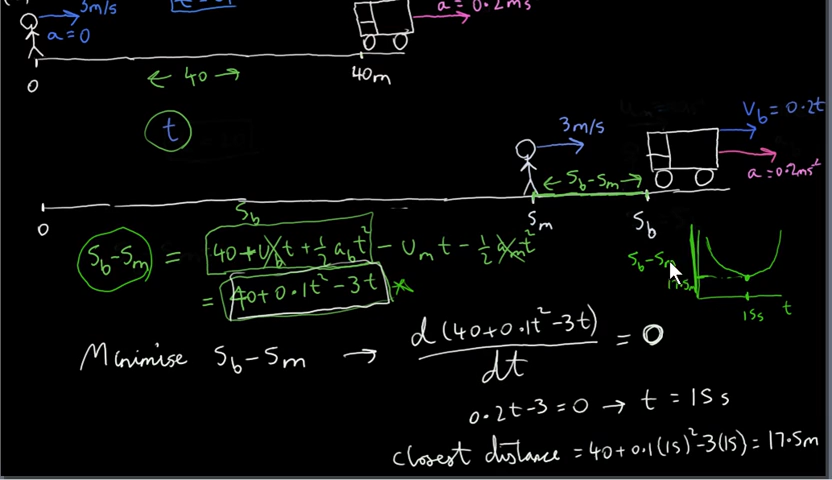 3m/s
a = 0.2ms
a = 0
← 40 →
0
40m
t
3m/s
V_b = 0.2t
← S_b-S_m →
a = 0.2ms⁻²
0
S_m
S_b
S_b
S_b-S_m = 40 + U_b t + ½ a_b t² - U_m t - ½ a_m t²
= 40 + 0.1t² - 3t *
S_b-S_m
17.5m
15s
t
Minimise S_b-S_m → d(40+0.1t²-3t)/dt = 0
0.2t-3=0 → t = 15s
closest distance = 40+0.1(15)²-3(15) = 17.5m